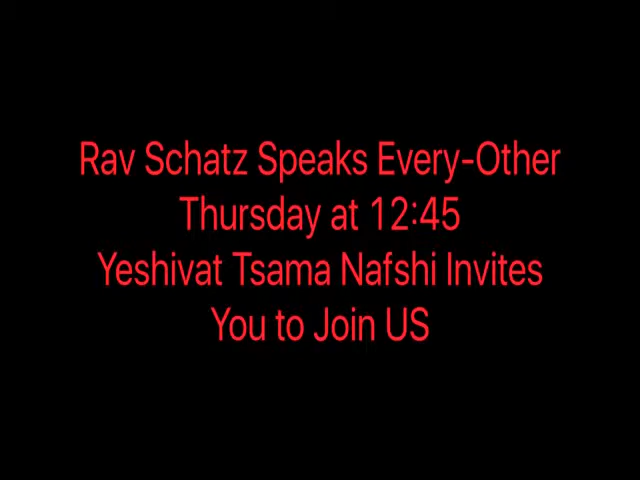 Rav Schatz Speaks Every-Other
Thursday at 12:45
Yeshivat Tsama Nafshi Invites
You to Join US